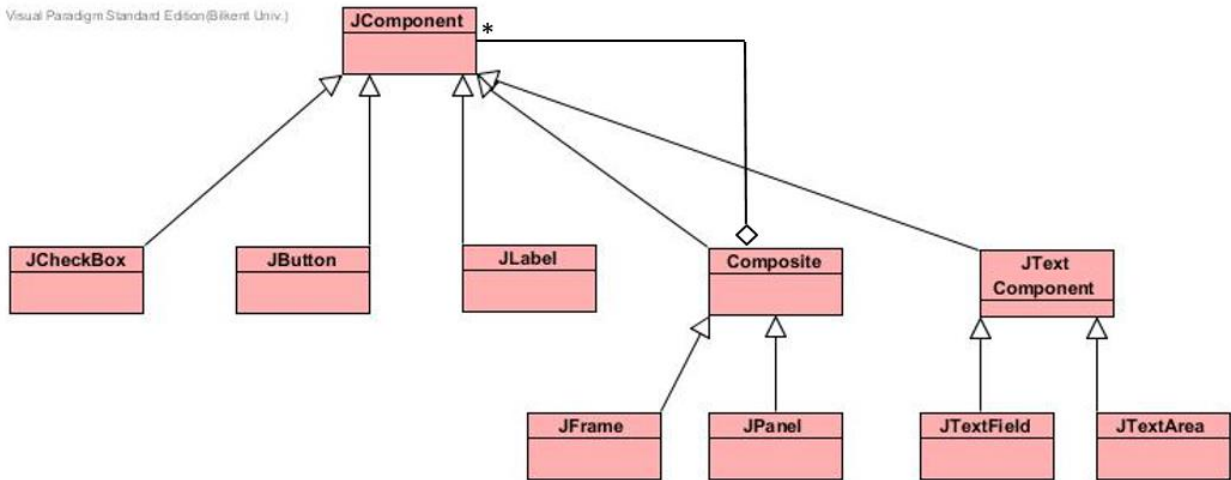 Visual Paradigm Standard Edition(Bilkent Univ.)
JComponent
*
JCheckBox
JButton
JLabel
Composite
JText
Component
JFrame
JPanel
JTextField
JTextArea